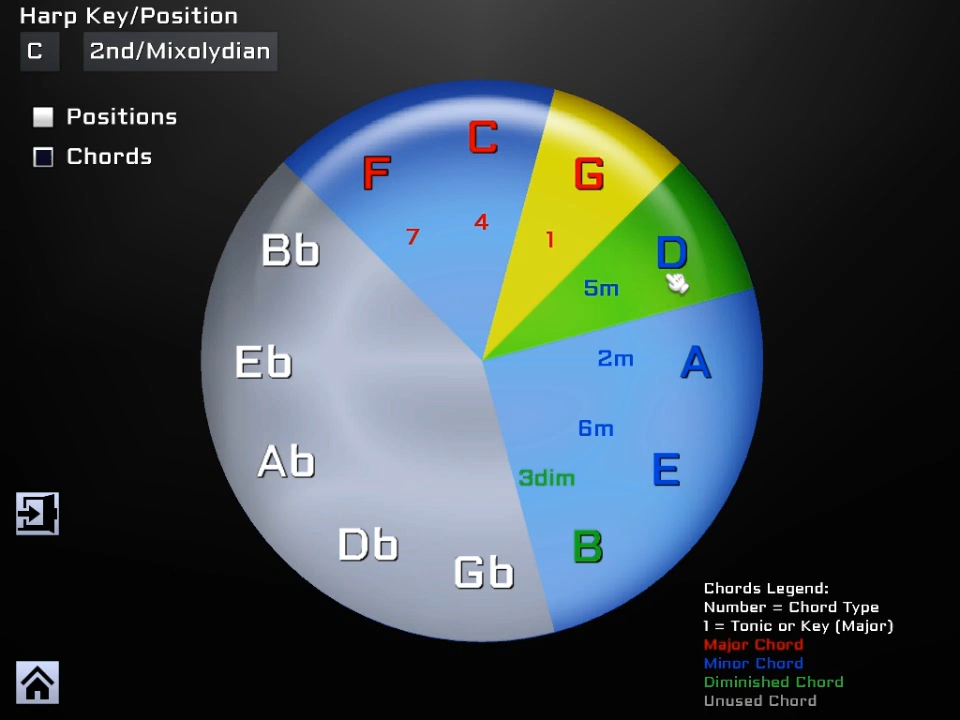 Harp Key/Position
C 2nd/Mixolydian
Positions
Chords
C
F G
Bb D
7 4 1
5m
Eb 2m A
6m
Ab 3dim E
Db B
Gb
Chords Legend:
Number = Chord Type
1 = Tonic or Key (Major)
Major Chord
Minor Chord
Diminished Chord
Unused Chord